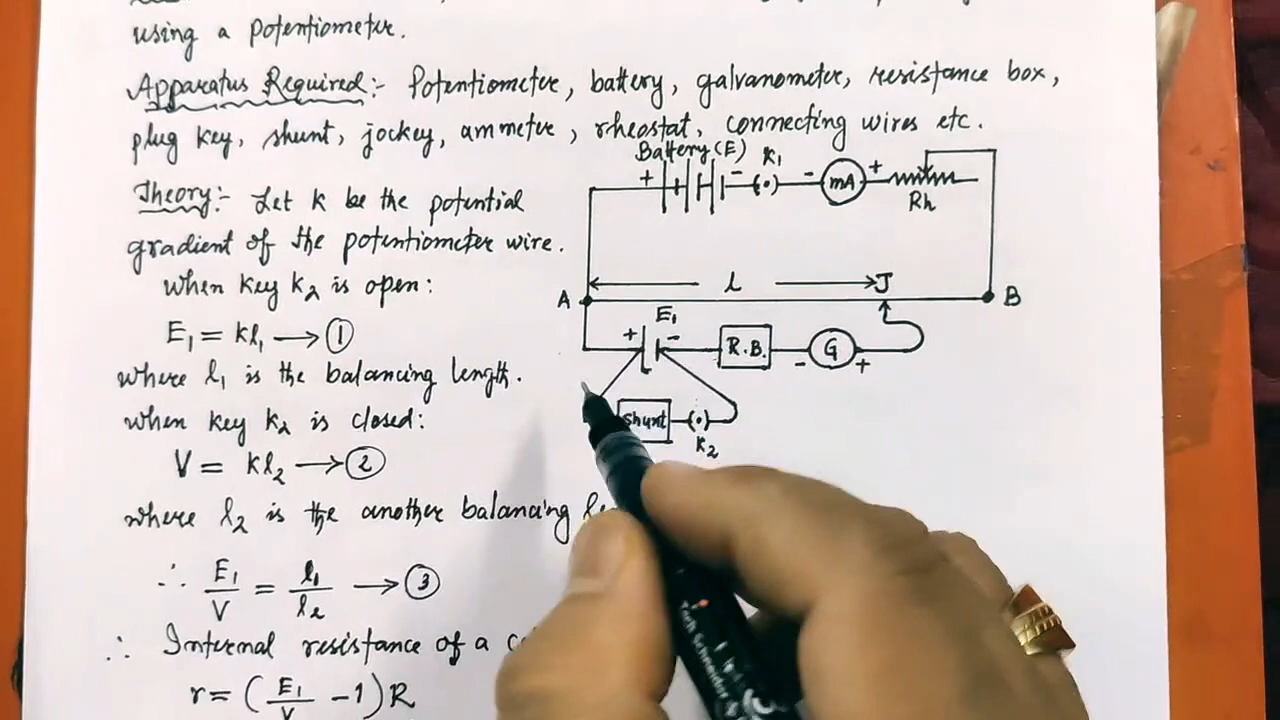 using a potentiometer.
Apparatus Required:- Potentiometer, battery, galvanometer, resistance box,
plug key, shunt, jockey, ammeter, rheostat, connecting wires etc.
Battery (E) K1
+ - - mA + Rh
Theory:- Let K be the potential
gradient of the potentiometer wire.
when key K2 is open:
E1 = Kl1 → ①
where l1 is the balancing length.
when key K2 is closed:
V = Kl2 → ②
where l2 is the another balancing
∴ E1/V = l1/l2 → ③
∴ Internal resistance of a
r = (E1/V - 1) R
A l J B
E1
+ - R.B. - G +
shunt K2
Tech Schneider